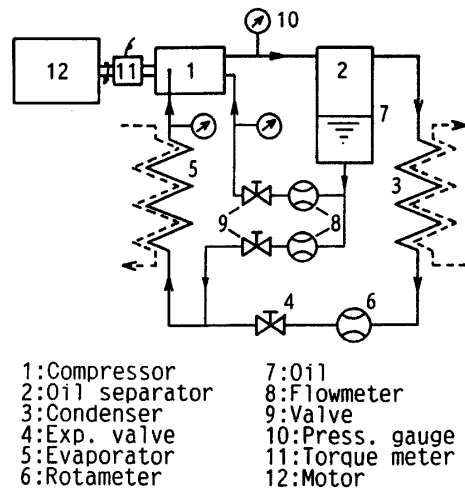 10
12
11
1
2
7
5
3
9
8
4
6
1:Compressor
2:Oil separator
3:Condenser
4:Exp. valve
5:Evaporator
6:Rotameter
7:Oil
8:Flowmeter
9:Valve
10:Press. gauge
11:Torque meter
12:Motor